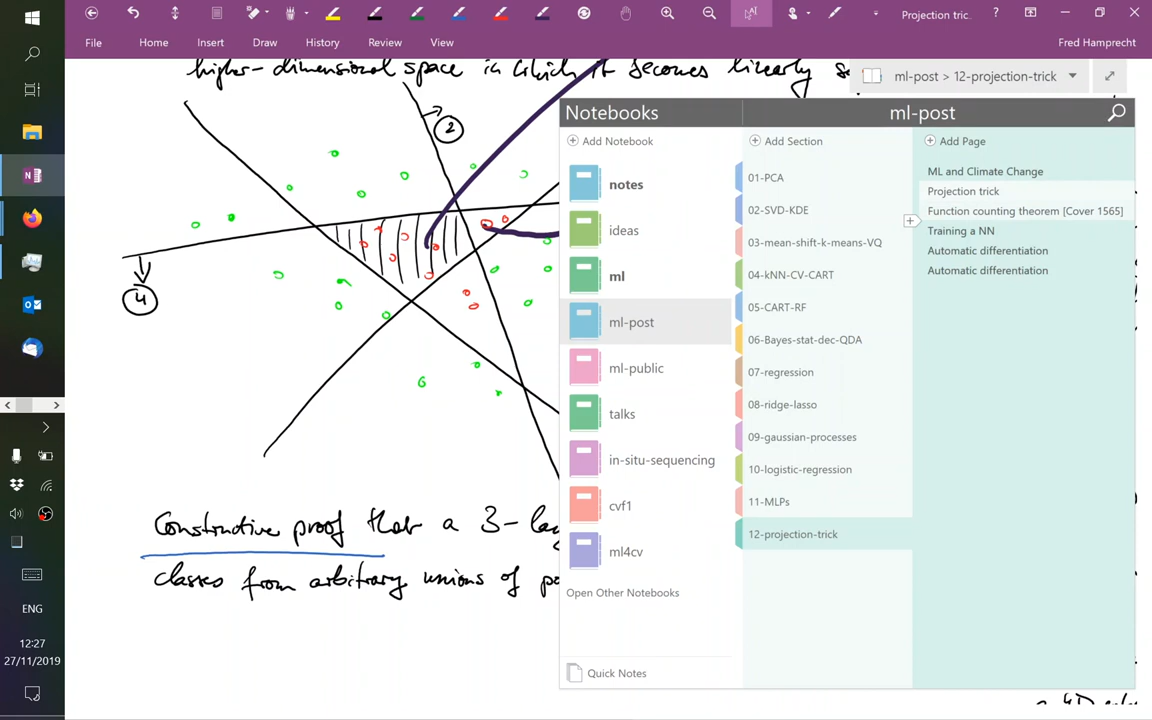 Projection tric.
?
File
Home
Insert
Draw
History
Review
View
Fred Hamprecht
higher-dimensional space in which it becomes linearly
ml-post > 12-projection-trick
Notebooks
ml-post
Add Notebook
Add Section
Add Page
notes
ideas
ml
ml-post
ml-public
talks
in-situ-sequencing
cvf1
ml4cv
Open Other Notebooks
Quick Notes
01-PCA
02-SVD-KDE
03-mean-shift-k-means-VQ
04-kNN-CV-CART
05-CART-RF
06-Bayes-stat-dec-QDA
07-regression
08-ridge-lasso
09-gaussian-processes
10-logistic-regression
11-MLPs
12-projection-trick
ML and Climate Change
Projection trick
Function counting theorem [Cover 1565]
Training a NN
Automatic differentiation
Automatic differentiation
2
4
Constructive proof that a 3-lay
classes from arbitrary unions of po
ENG
12:27
27/11/2019